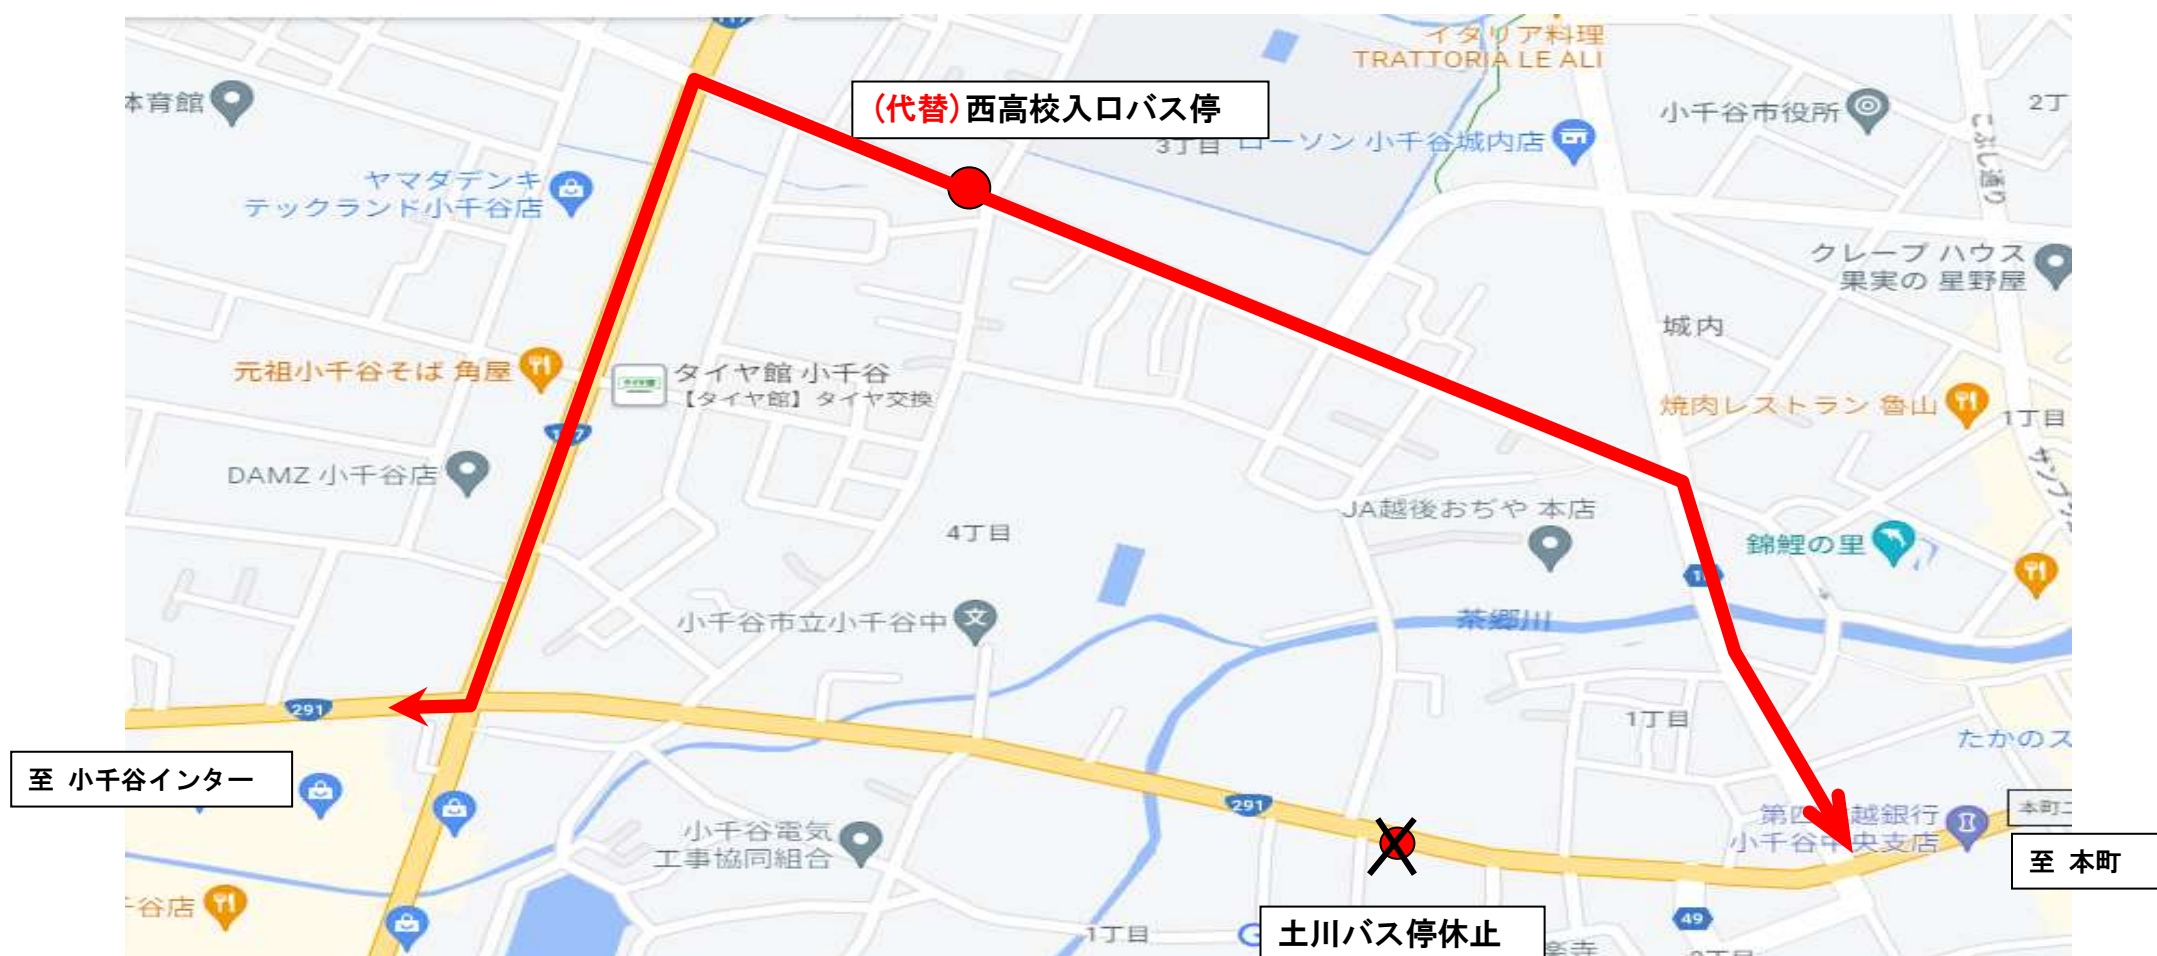 イタリア料理
TRATTORIA LE ALI
体育館
(代替)西高校入口バス停
小千谷市役所
2丁
こぶし通り
3丁目
ローソン 小千谷城内店
ヤマダデンキ
テックランド小千谷店
クレープ ハウス
果実の 星野屋
城内
元祖小千谷そば 角屋
タイヤ館 小千谷
【タイヤ館】タイヤ交換
焼肉レストラン 魯山
1丁目
DAMZ 小千谷店
JA越後おぢや 本店
4丁目
錦鯉の里
小千谷市立小千谷中
茶郷川
291
1丁目
たかのス
至 小千谷インター
291
小千谷電気
工事協同組合
小千谷中央支店
至 本町
49
1丁目
土川バス停休止